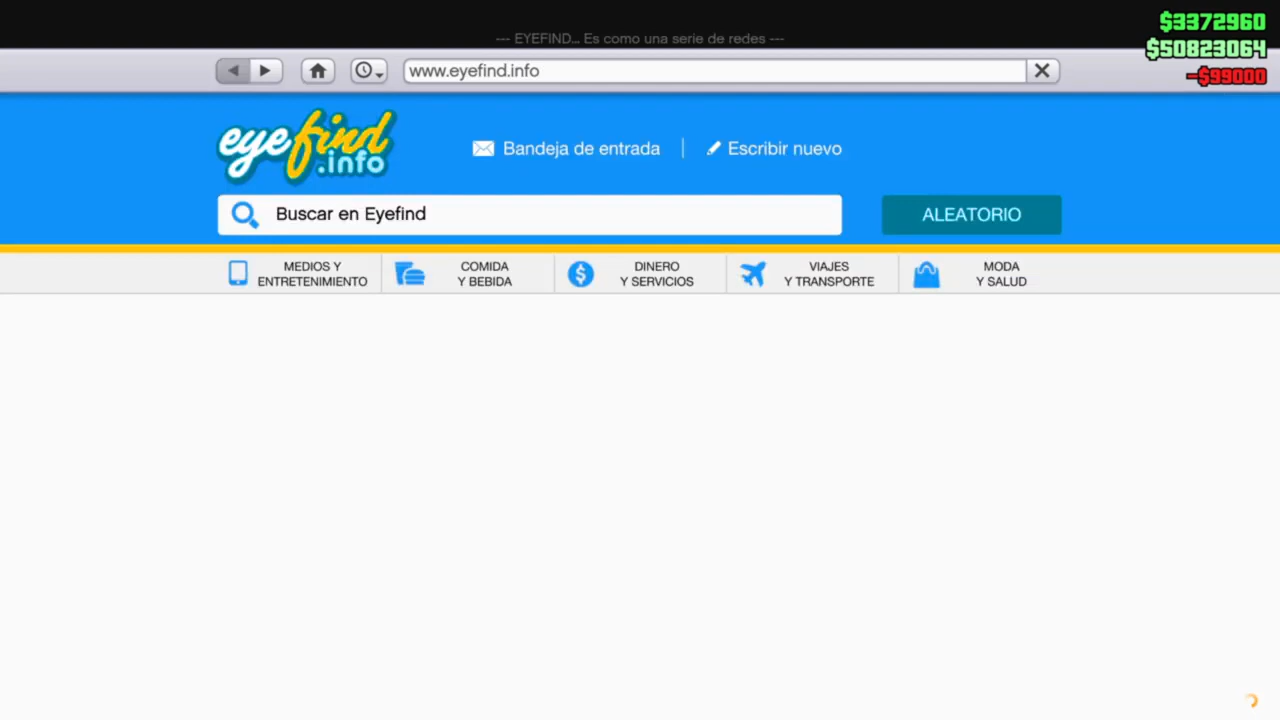 $3372960
--- EYEFIND... Es como una serie de redes ---
$50823064
-$99000
www.eyefind.info
eyefind
.info
Bandeja de entrada
Escribir nuevo
Buscar en Eyefind
ALEATORIO
MEDIOS Y
ENTRETENIMIENTO
COMIDA
Y BEBIDA
DINERO
Y SERVICIOS
VIAJES
Y TRANSPORTE
MODA
Y SALUD